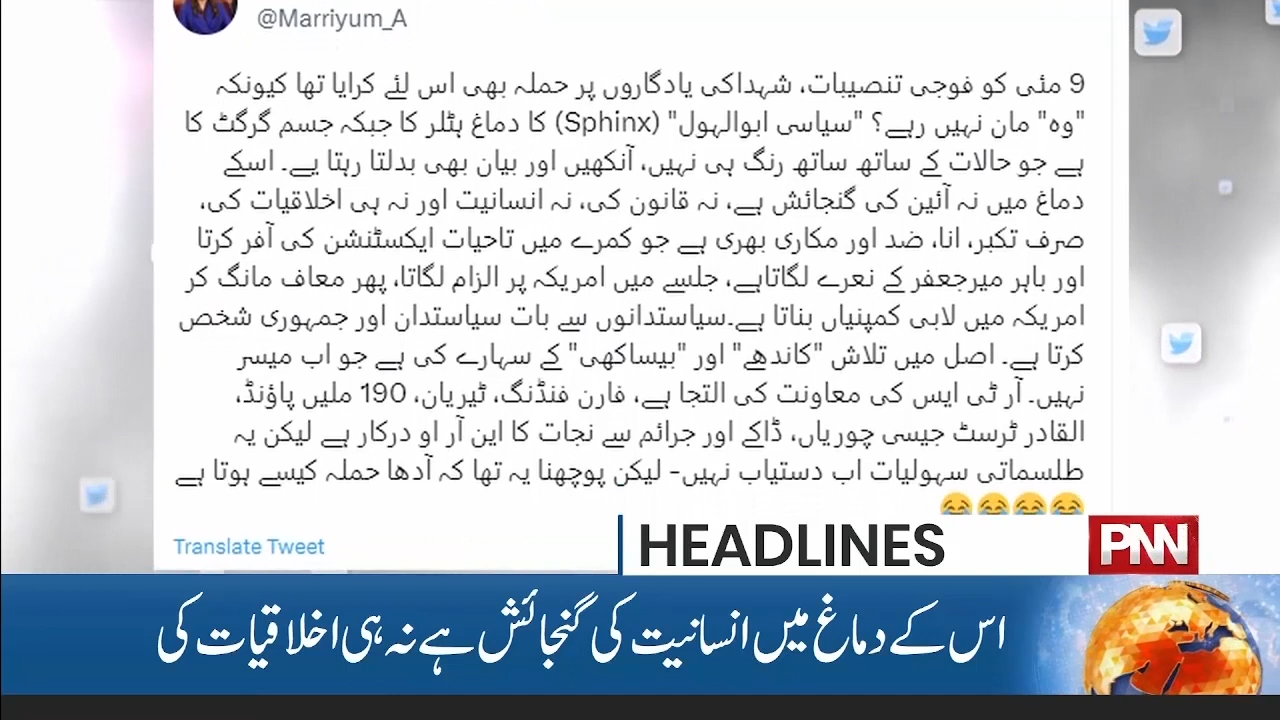 @Marriyum_A
9 مئی کو فوجی تنصیبات، شہداکی یادگاروں پر حملہ بھی اس لئے کرایا تھا کیونکہ
"وہ" مان نہیں رہے؟ "سیاسی ابوالہول" (Sphinx) کا دماغ ہٹلر کا جبکہ جسم گرگٹ کا
ہے جو حالات کے ساتھ ساتھ رنگ ہی نہیں، آنکھیں اور بیان بھی بدلتا رہتا یے۔ اسکے
دماغ میں نہ آئین کی گنجائش ہے، نہ قانون کی، نہ انسانیت اور نہ ہی اخلاقیات کی،
صرف تکبر، انا، ضد اور مکاری بھری ہے جو کمرے میں تاحیات ایکسٹنشن کی آفر کرتا
اور باہر میرجعفر کے نعرے لگاتاہے، جلسے میں امریکہ پر الزام لگاتا، پھر معاف مانگ کر
امریکہ میں لابی کمپنیاں بناتا ہے۔سیاستدانوں سے بات سیاستدان اور جمہوری شخص
کرتا ہے۔ اصل میں تلاش "کاندھے" اور "بیساکھی" کے سہارے کی ہے جو اب میسر
نہیں۔ آر ٹی ایس کی معاونت کی التجا ہے، فارن فنڈنگ، ٹیریان، 190 ملیں پاؤنڈ،
القادر ٹرسٹ جیسی چوریاں، ڈاکے اور جرائم سے نجات کا این آر او درکار ہے لیکن یہ
طلسماتی سہولیات اب دستیاب نہیں- لیکن پوچھنا یہ تھا کہ آدھا حملہ کیسے ہوتا ہے
😂😂😂😂
Translate Tweet
HEADLINES
PNN
اس کے دماغ میں انسانیت کی گنجائش ہے نہ ہی اخلاقیات کی